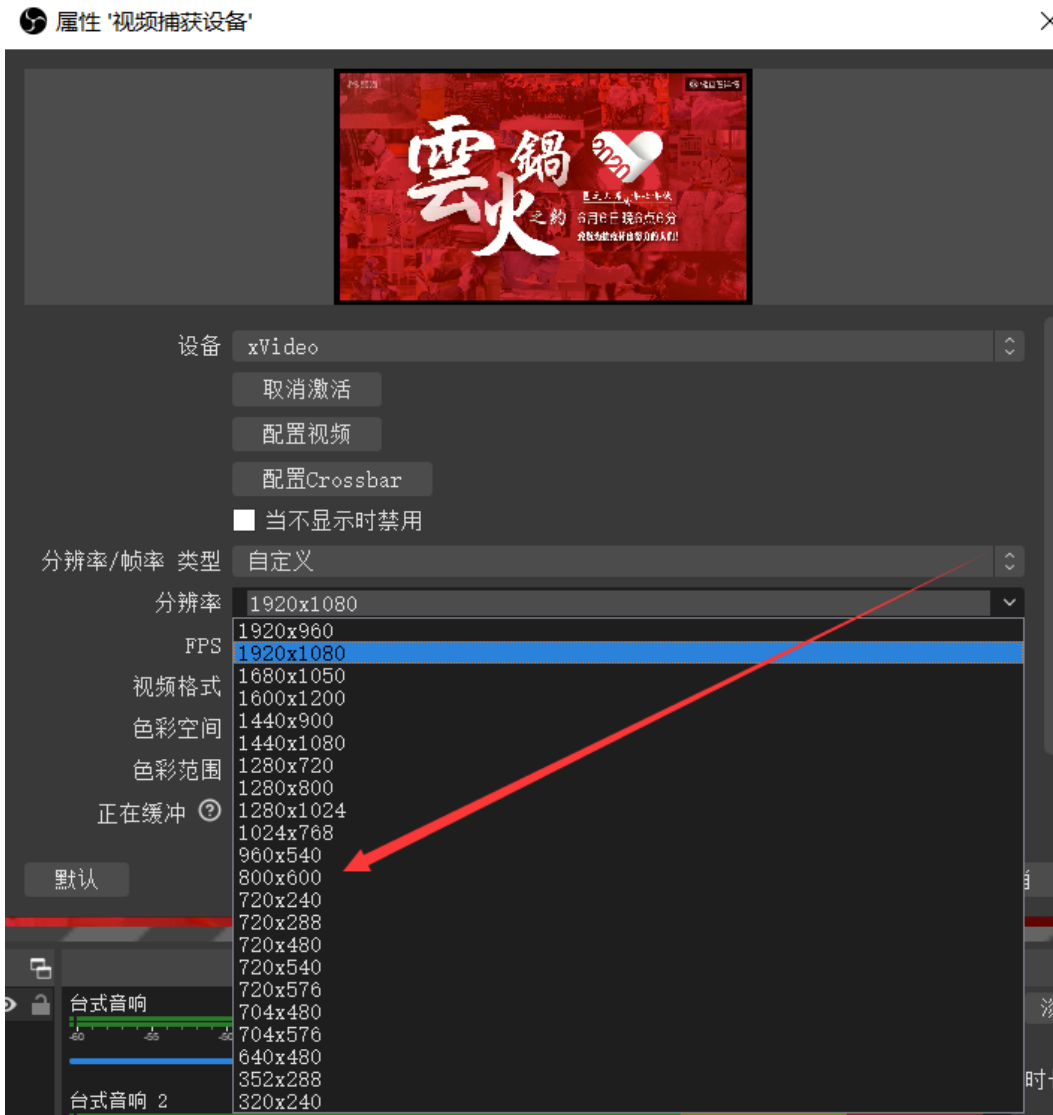 属性 '视频捕获设备'
雲
鍋
火
之約
2020
6月6日晚6点6分
设备 xVideo
取消激活
配置视频
配置Crossbar
当不显示时禁用
分辨率/帧率 类型 自定义
分辨率 1920x1080
FPS
视频格式
色彩空间
色彩范围
正在缓冲 ?
1920x960
1920x1080
1680x1050
1600x1200
1440x900
1440x1080
1280x720
1280x800
1280x1024
1024x768
960x540
800x600
720x240
720x288
720x480
720x540
720x576
704x480
704x576
640x480
352x288
320x240
默认
台式音响
-60 -55
台式音响 2
时